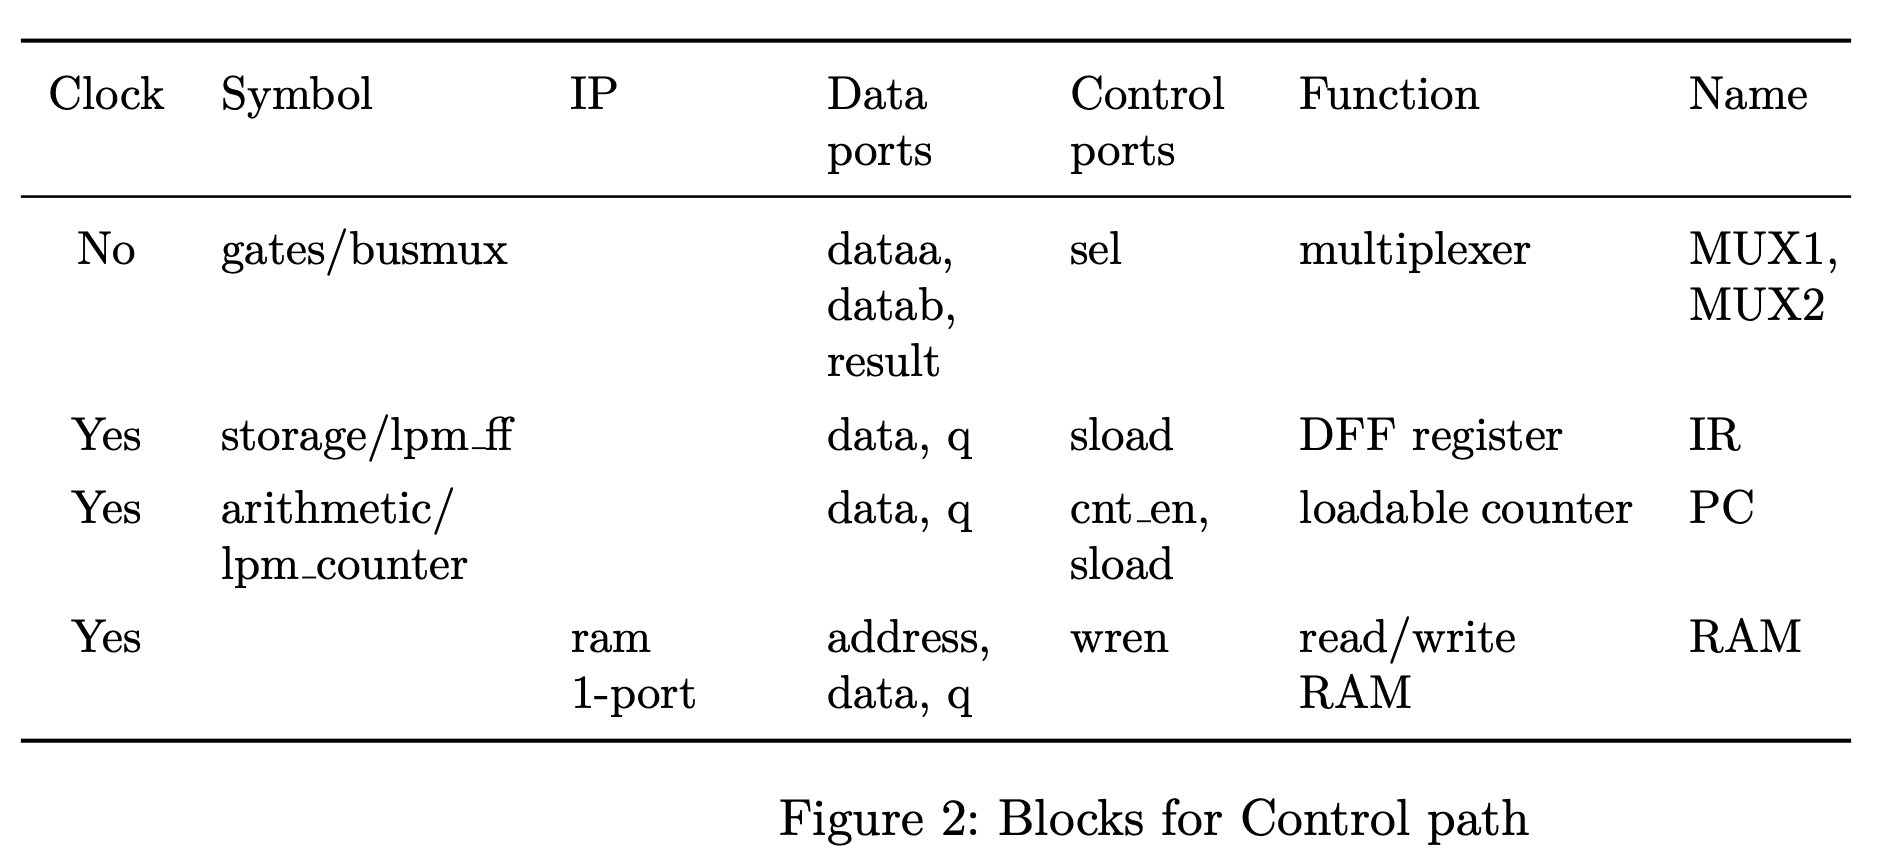 Clock Symbol IP Data Control Function Name
ports ports
No gates/busmux dataa, sel multiplexer MUX1,
datab, MUX2
result
Yes storage/lpm_ff data, q sload DFF register IR
Yes arithmetic/ data, q cnt_en, loadable counter PC
lpm_counter sload
Yes ram address, wren read/write RAM
1-port data, q RAM
Figure 2: Blocks for Control path